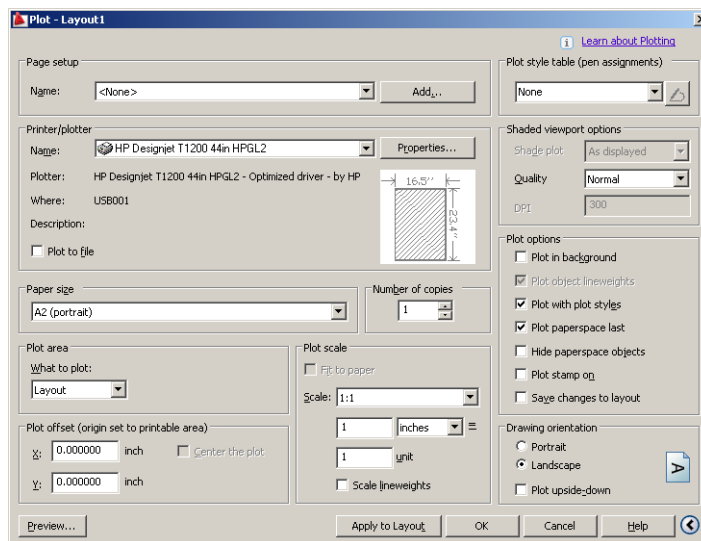 Plot - Layout1
Learn about Plotting
Page setup
Name: <None> Add...
Plot style table (pen assignments)
None
Printer/plotter
Name: HP Designjet T1200 44in HPGL2 Properties...
Plotter: HP Designjet T1200 44in HPGL2 - Optimized driver - by HP
Where: USB001
Description:
Plot to file
16.5''
23.4''
Shaded viewport options
Shade plot As displayed
Quality Normal
DPI 300
Paper size
A2 (portrait)
Number of copies
1
Plot options
Plot in background
Plot object lineweights
Plot with plot styles
Plot paperspace last
Hide paperspace objects
Plot stamp on
Save changes to layout
Plot area
What to plot:
Layout
Plot scale
Fit to paper
Scale: 1:1
1 inches =
1 unit
Scale lineweights
Plot offset (origin set to printable area)
X: 0.000000 inch Center the plot
Y: 0.000000 inch
Drawing orientation
Portrait
Landscape
Plot upside-down
A
Preview... Apply to Layout OK Cancel Help